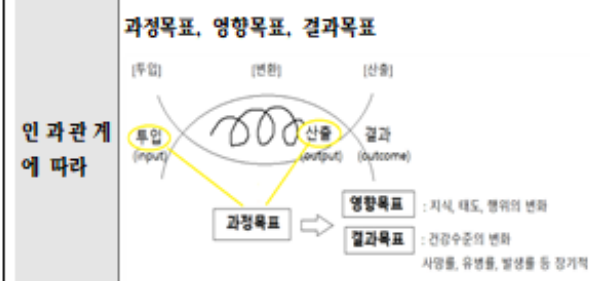 과정목표, 영향목표, 결과목표
[투입] [변환] [산출]
인과관계
에 따라
투입 산출 결과
(input) (output) (outcome)
과정목표
영향목표 : 지식, 태도, 행위의 변화
결과목표 : 건강수준의 변화
사망률, 유병률, 발생률 등 장기적